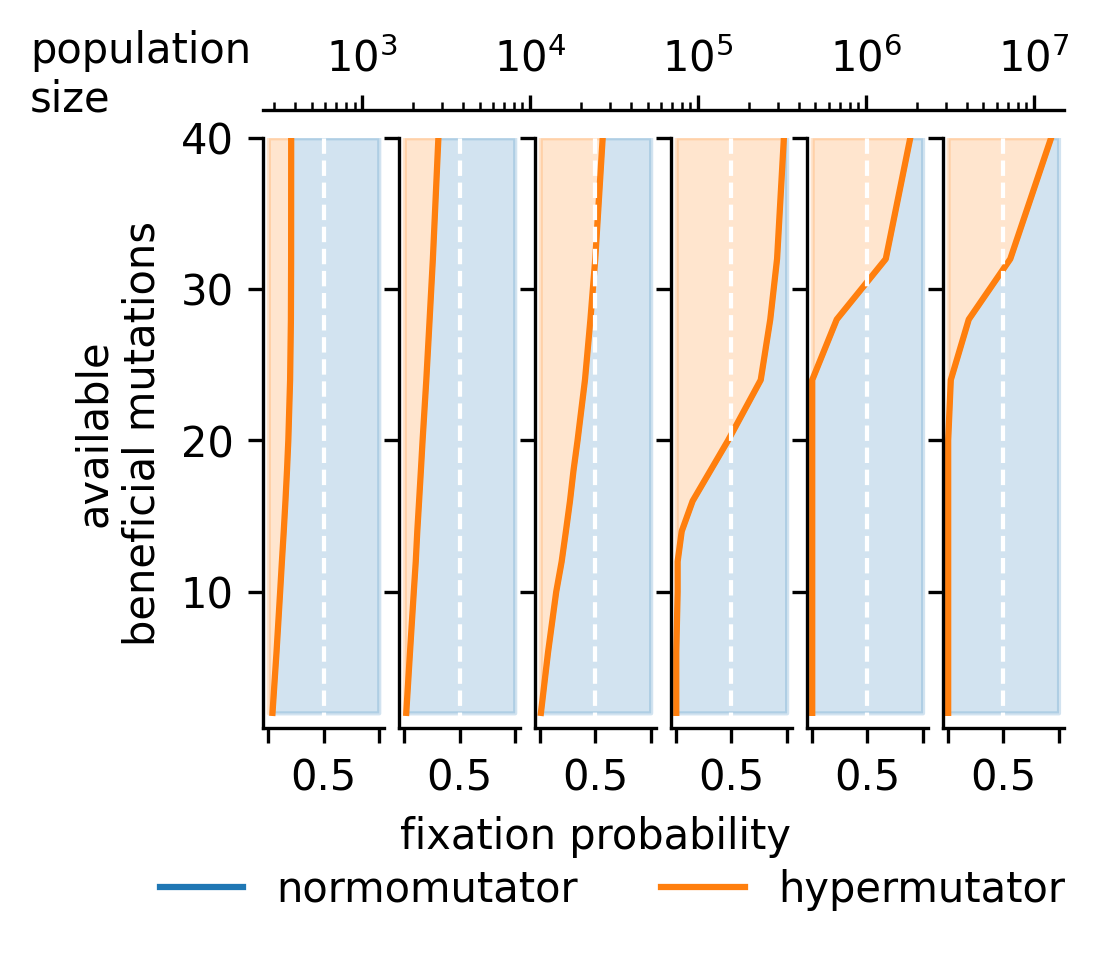 population
size
10³ 10⁴ 10⁵ 10⁶ 10⁷
available
beneficial mutations
40
30
20
10
0.5 0.5 0.5 0.5 0.5 0.5
fixation probability
normomutator hypermutator